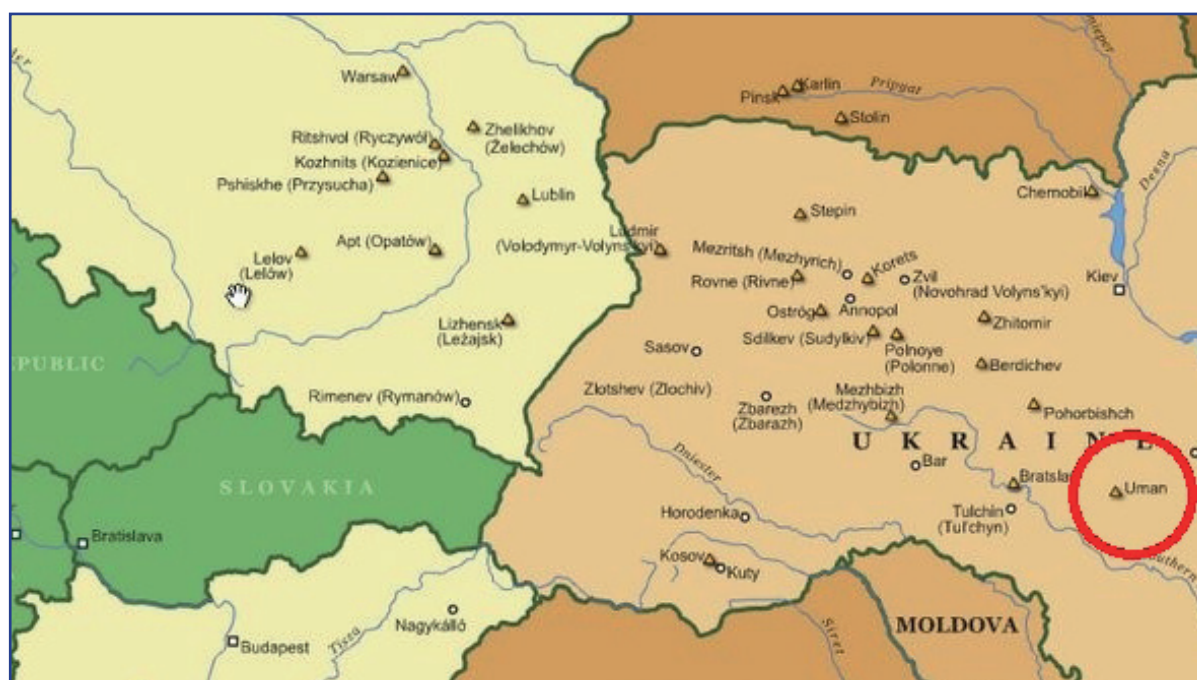 Dnieper
Warsaw
Karlin
Pinsk
Pripyat
Stolin
Ritshvol (Ryczywół)
Zhelikhov
(Żelechów)
Kozhnits (Kozienice)
Pshiskhe (Przysucha)
Desna
Chernobil
Lublin
Stepin
Ludmir
(Volodymyr-Volyns'kyi)
Apt (Opatów)
Lelov
(Lelów)
Mezritsh (Mezhyrich)
Korets
Zvil
(Novohrad Volyns'kyi)
Rovne (Rivne)
Kiev
Annopol
Ostróg
Zhitomir
Lizhensk
(Leżajsk)
Sdilkev (Sudylkiv)
Polnoye
(Polonne)
Sasov
Berdichev
PUBLIC
Zlotshev (Zlochiv)
Mezhbizh
(Medzhybizh)
Rimenev (Rymanów)
Zbarezh
(Zbarazh)
Pohorbishch
UKRAINE
Dniester
Bar
Bratslav
Uman
SLOVAKIA
Horodenka
Tulchin
(Tul'chyn)
Bratislava
Kosov
Kuty
outhern
Nagykálló
Tisza
Budapest
Siret
MOLDOVA